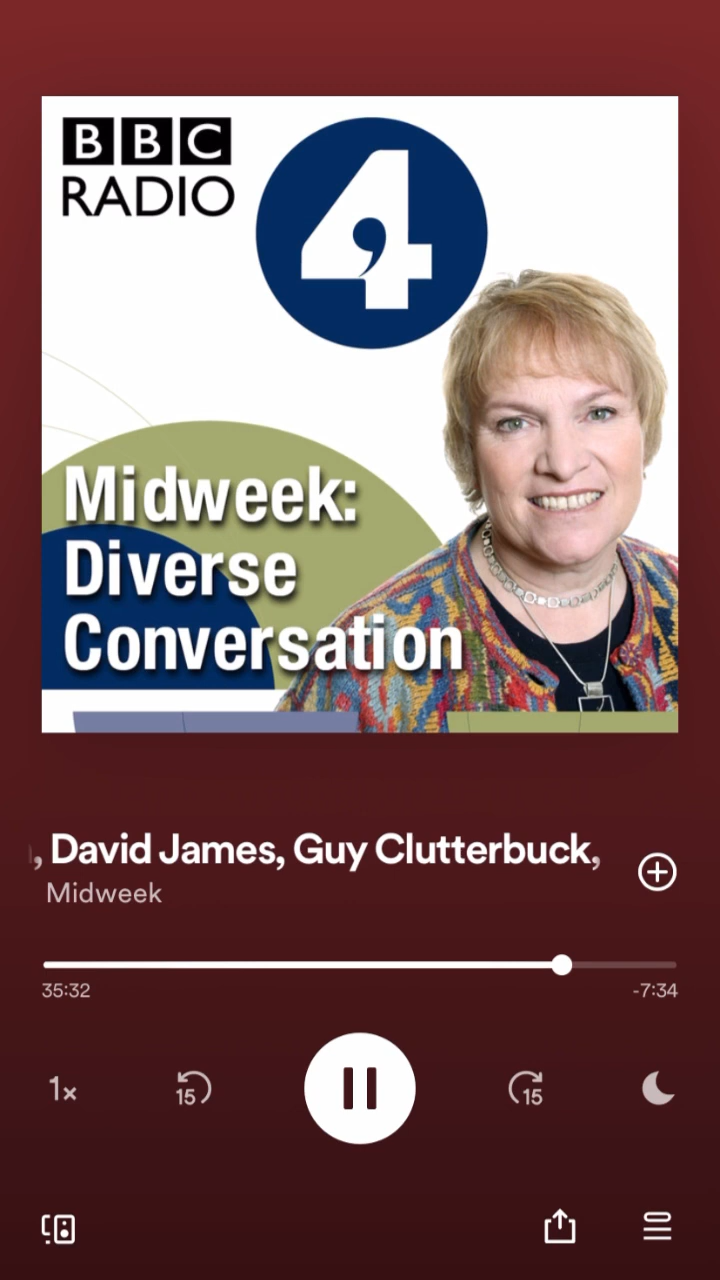 BBC
RADIO
4
Midweek:
Diverse
Conversation
, David James, Guy Clutterbuck,
Midweek
35:32
-7:34
1×
15
15